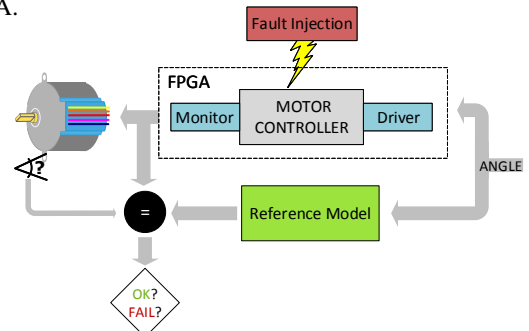 A.
Fault Injection
FPGA
Monitor
MOTOR
CONTROLLER
Driver
?
ANGLE
=
Reference Model
OK?
FAIL?